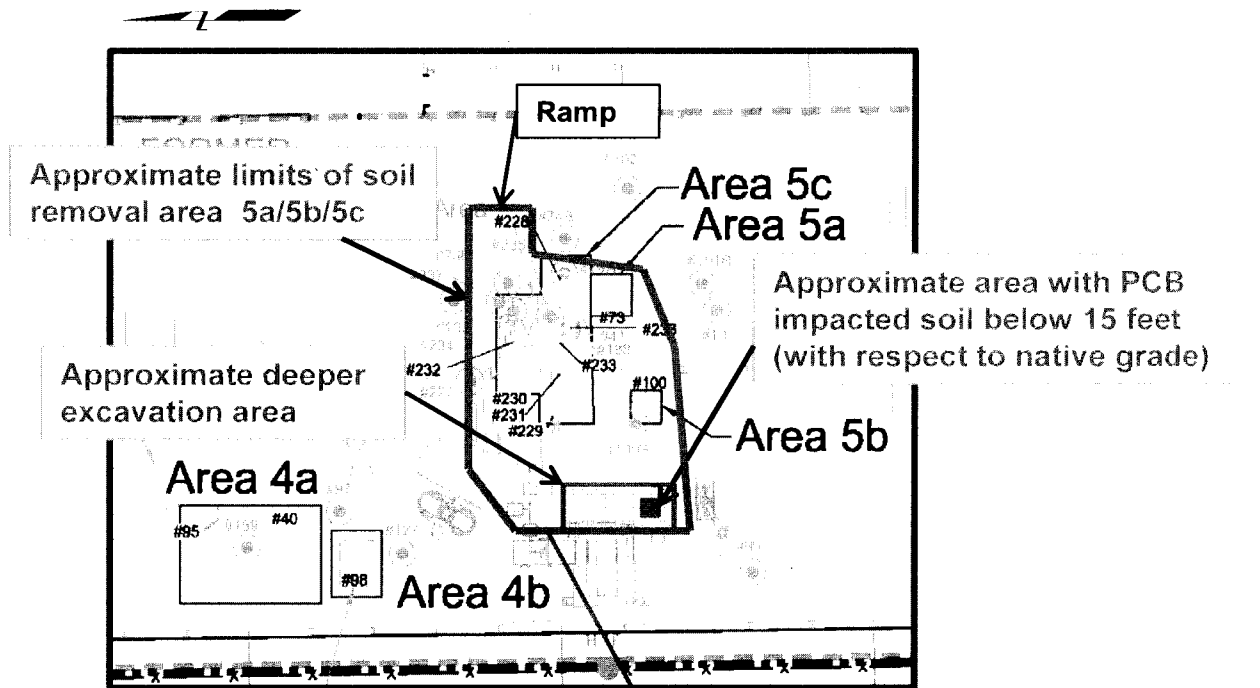 Ramp
FORMER
Approximate limits of soil
removal area 5a/5b/5c
Area 5c
Area 5a
#228
Approximate area with PCB
impacted soil below 15 feet
(with respect to native grade)
#73
#232
#233
Approximate deeper
excavation area
#100
#230
#231
#229
Area 5b
Area 4a
#95
#40
#98
Area 4b